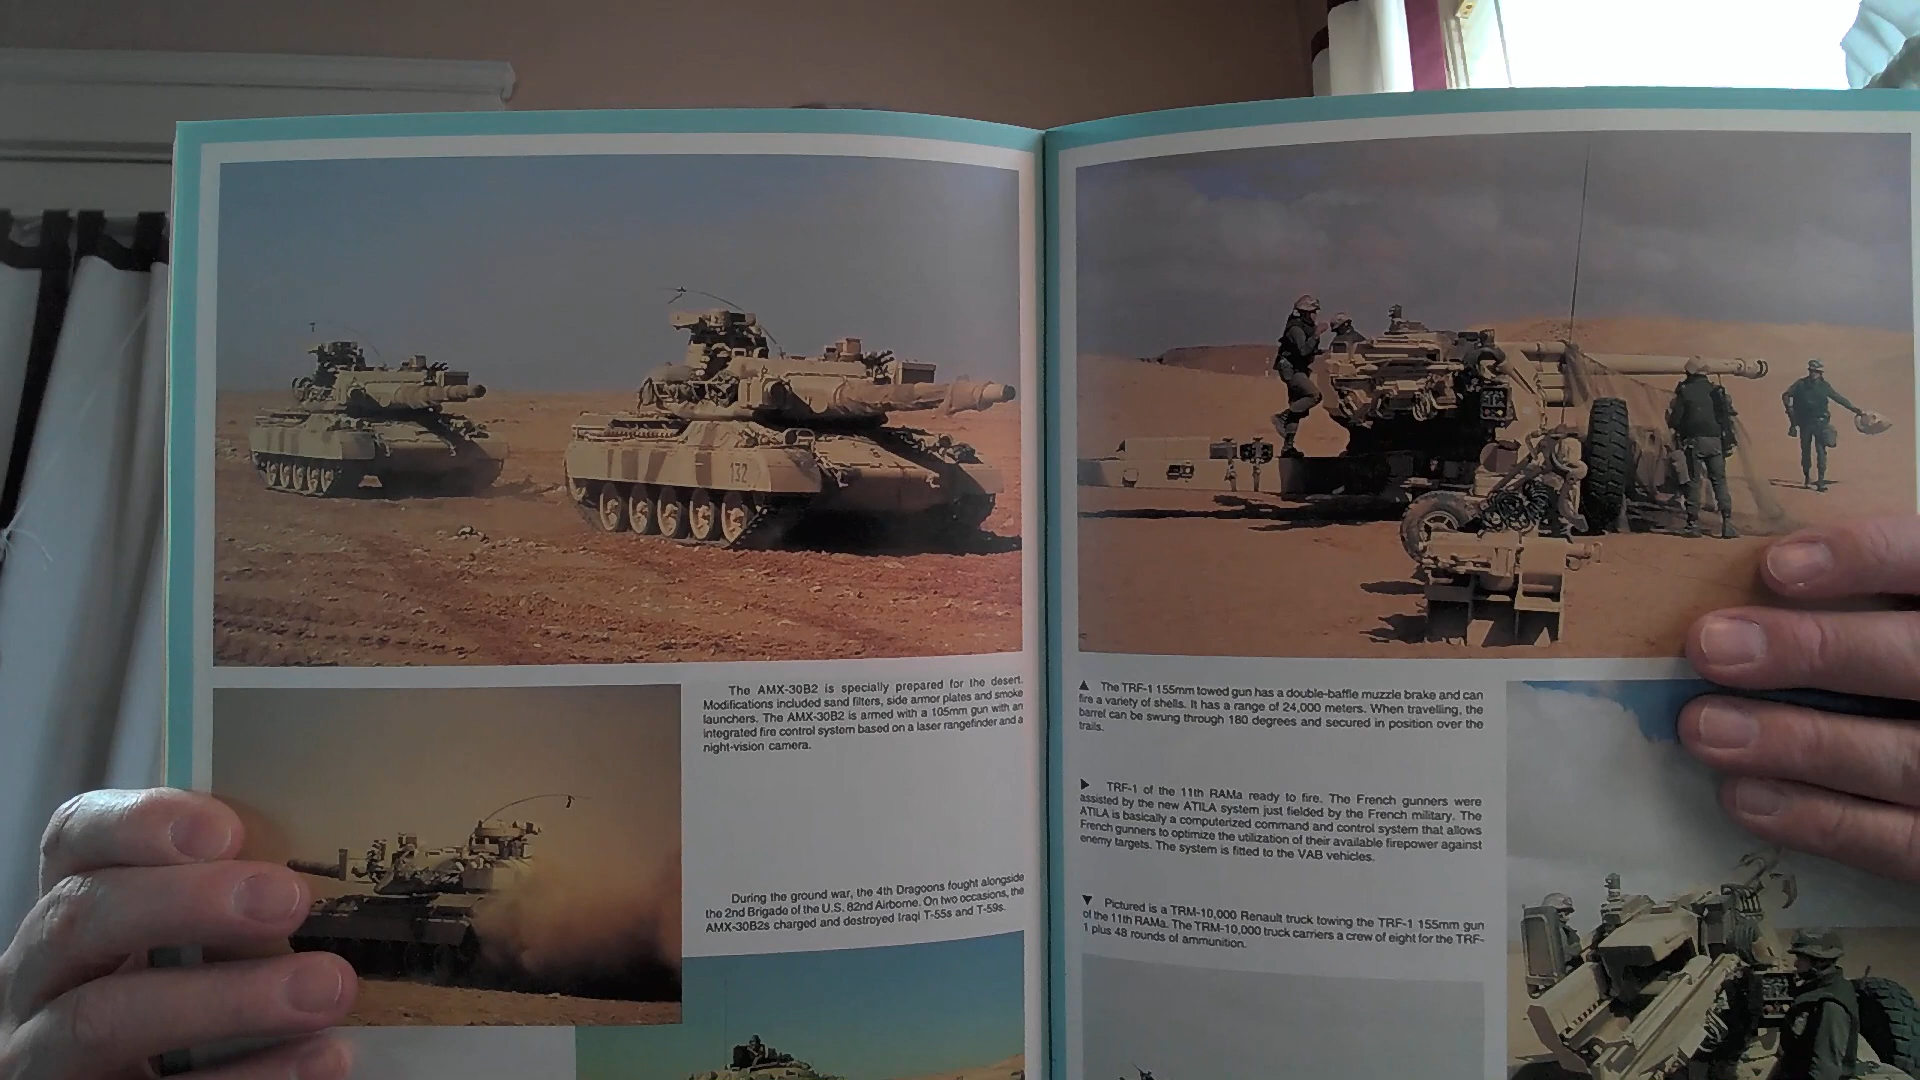 132
The AMX-30B2 is specially prepared for the desert.
Modifications included sand filters, side armor plates and smoke
launchers. The AMX-30B2 is armed with a 105mm gun with an
integrated fire control system based on a laser rangefinder and a
night-vision camera.
During the ground war, the 4th Dragoons fought alongside
the 2nd Brigade of the U.S. 82nd Airborne. On two occasions, the
AMX-30B2s charged and destroyed Iraqi T-55s and T-59s.
▲ The TRF-1 155mm towed gun has a double-baffle muzzle brake and can
fire a variety of shells. It has a range of 24,000 meters. When travelling, the
barrel can be swung through 180 degrees and secured in position over the
trails.
▶ TRF-1 of the 11th RAMa ready to fire. The French gunners were
assisted by the new ATILA system just fielded by the French military. The
ATILA is basically a computerized command and control system that allows
French gunners to optimize the utilization of their available firepower against
enemy targets. The system is fitted to the VAB vehicles.
▼ Pictured is a TRM-10,000 Renault truck towing the TRF-1 155mm gun
of the 11th RAMa. The TRM-10,000 truck carriers a crew of eight for the TRF-
1 plus 48 rounds of ammunition.